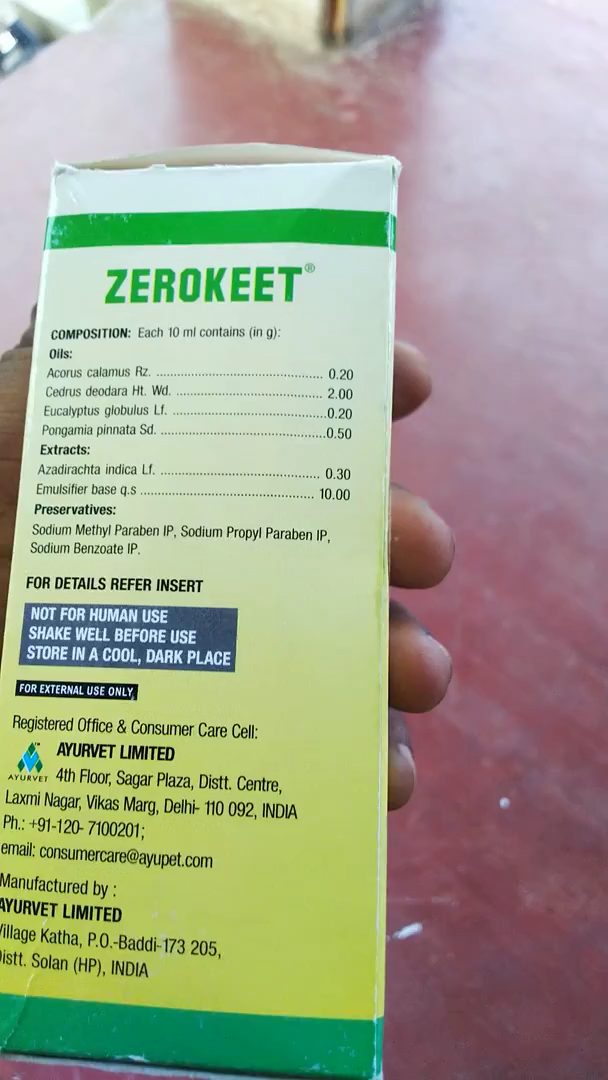 ZEROKEET®
COMPOSITION: Each 10 ml contains (in g):
Oils:
Acorus calamus Rz. ............................................... 0.20
Cedrus deodara Ht. Wd. .......................................... 2.00
Eucalyptus globulus Lf. ...........................................0.20
Pongamia pinnata Sd. ..............................................0.50
Extracts:
Azadirachta indica Lf. ............................................. 0.30
Emulsifier base q.s ................................................. 10.00
Preservatives:
Sodium Methyl Paraben IP, Sodium Propyl Paraben IP,
Sodium Benzoate IP.
FOR DETAILS REFER INSERT
NOT FOR HUMAN USE
SHAKE WELL BEFORE USE
STORE IN A COOL, DARK PLACE
FOR EXTERNAL USE ONLY
Registered Office & Consumer Care Cell:
AYURVET LIMITED
AYURVET
4th Floor, Sagar Plaza, Distt. Centre,
Laxmi Nagar, Vikas Marg, Delhi- 110 092, INDIA
Ph.: +91-120- 7100201;
email: consumercare@ayupet.com
Manufactured by :
AYURVET LIMITED
Village Katha, P.O.-Baddi-173 205,
Distt. Solan (HP), INDIA